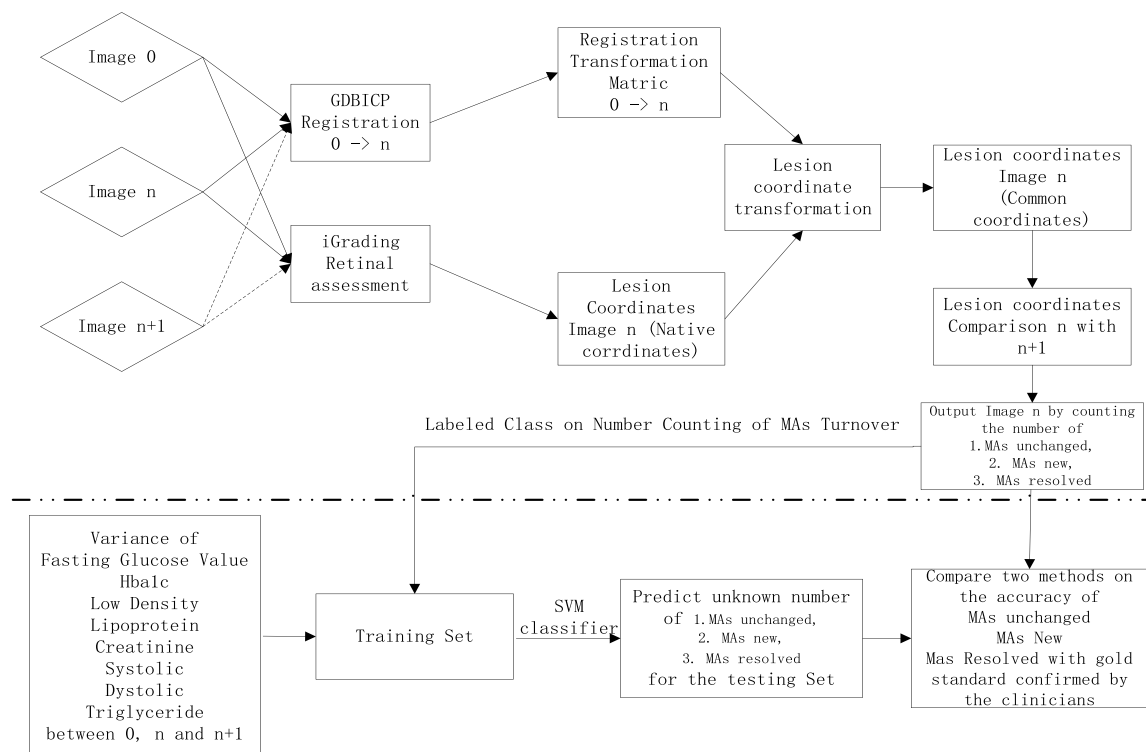 Image 0
Image n
Image n+1
GDBICP
Registration
0 -> n
iGrading
Retinal
assessment
Registration
Transformation
Matric
0 -> n
Lesion
Coordinates
Image n (Native
corrdinates)
Lesion
coordinate
transformation
Lesion coordinates
Image n
(Common
coordinates)
Lesion coordinates
Comparison n with
n+1
Output Image n by counting
the number of
1.MAs unchanged,
2. MAs new,
3. MAs resolved
Labeled Class on Number Counting of MAs Turnover
Variance of
Fasting Glucose Value
Hba1c
Low Density
Lipoprotein
Creatinine
Systolic
Dystolic
Triglyceride
between 0, n and n+1
Training Set
SVM
classifier
Predict unknown number
of 1.MAs unchanged,
2. MAs new,
3. MAs resolved
for the testing Set
Compare two methods on
the accuracy of
MAs unchanged
MAs New
Mas Resolved with gold
standard confirmed by
the clinicians